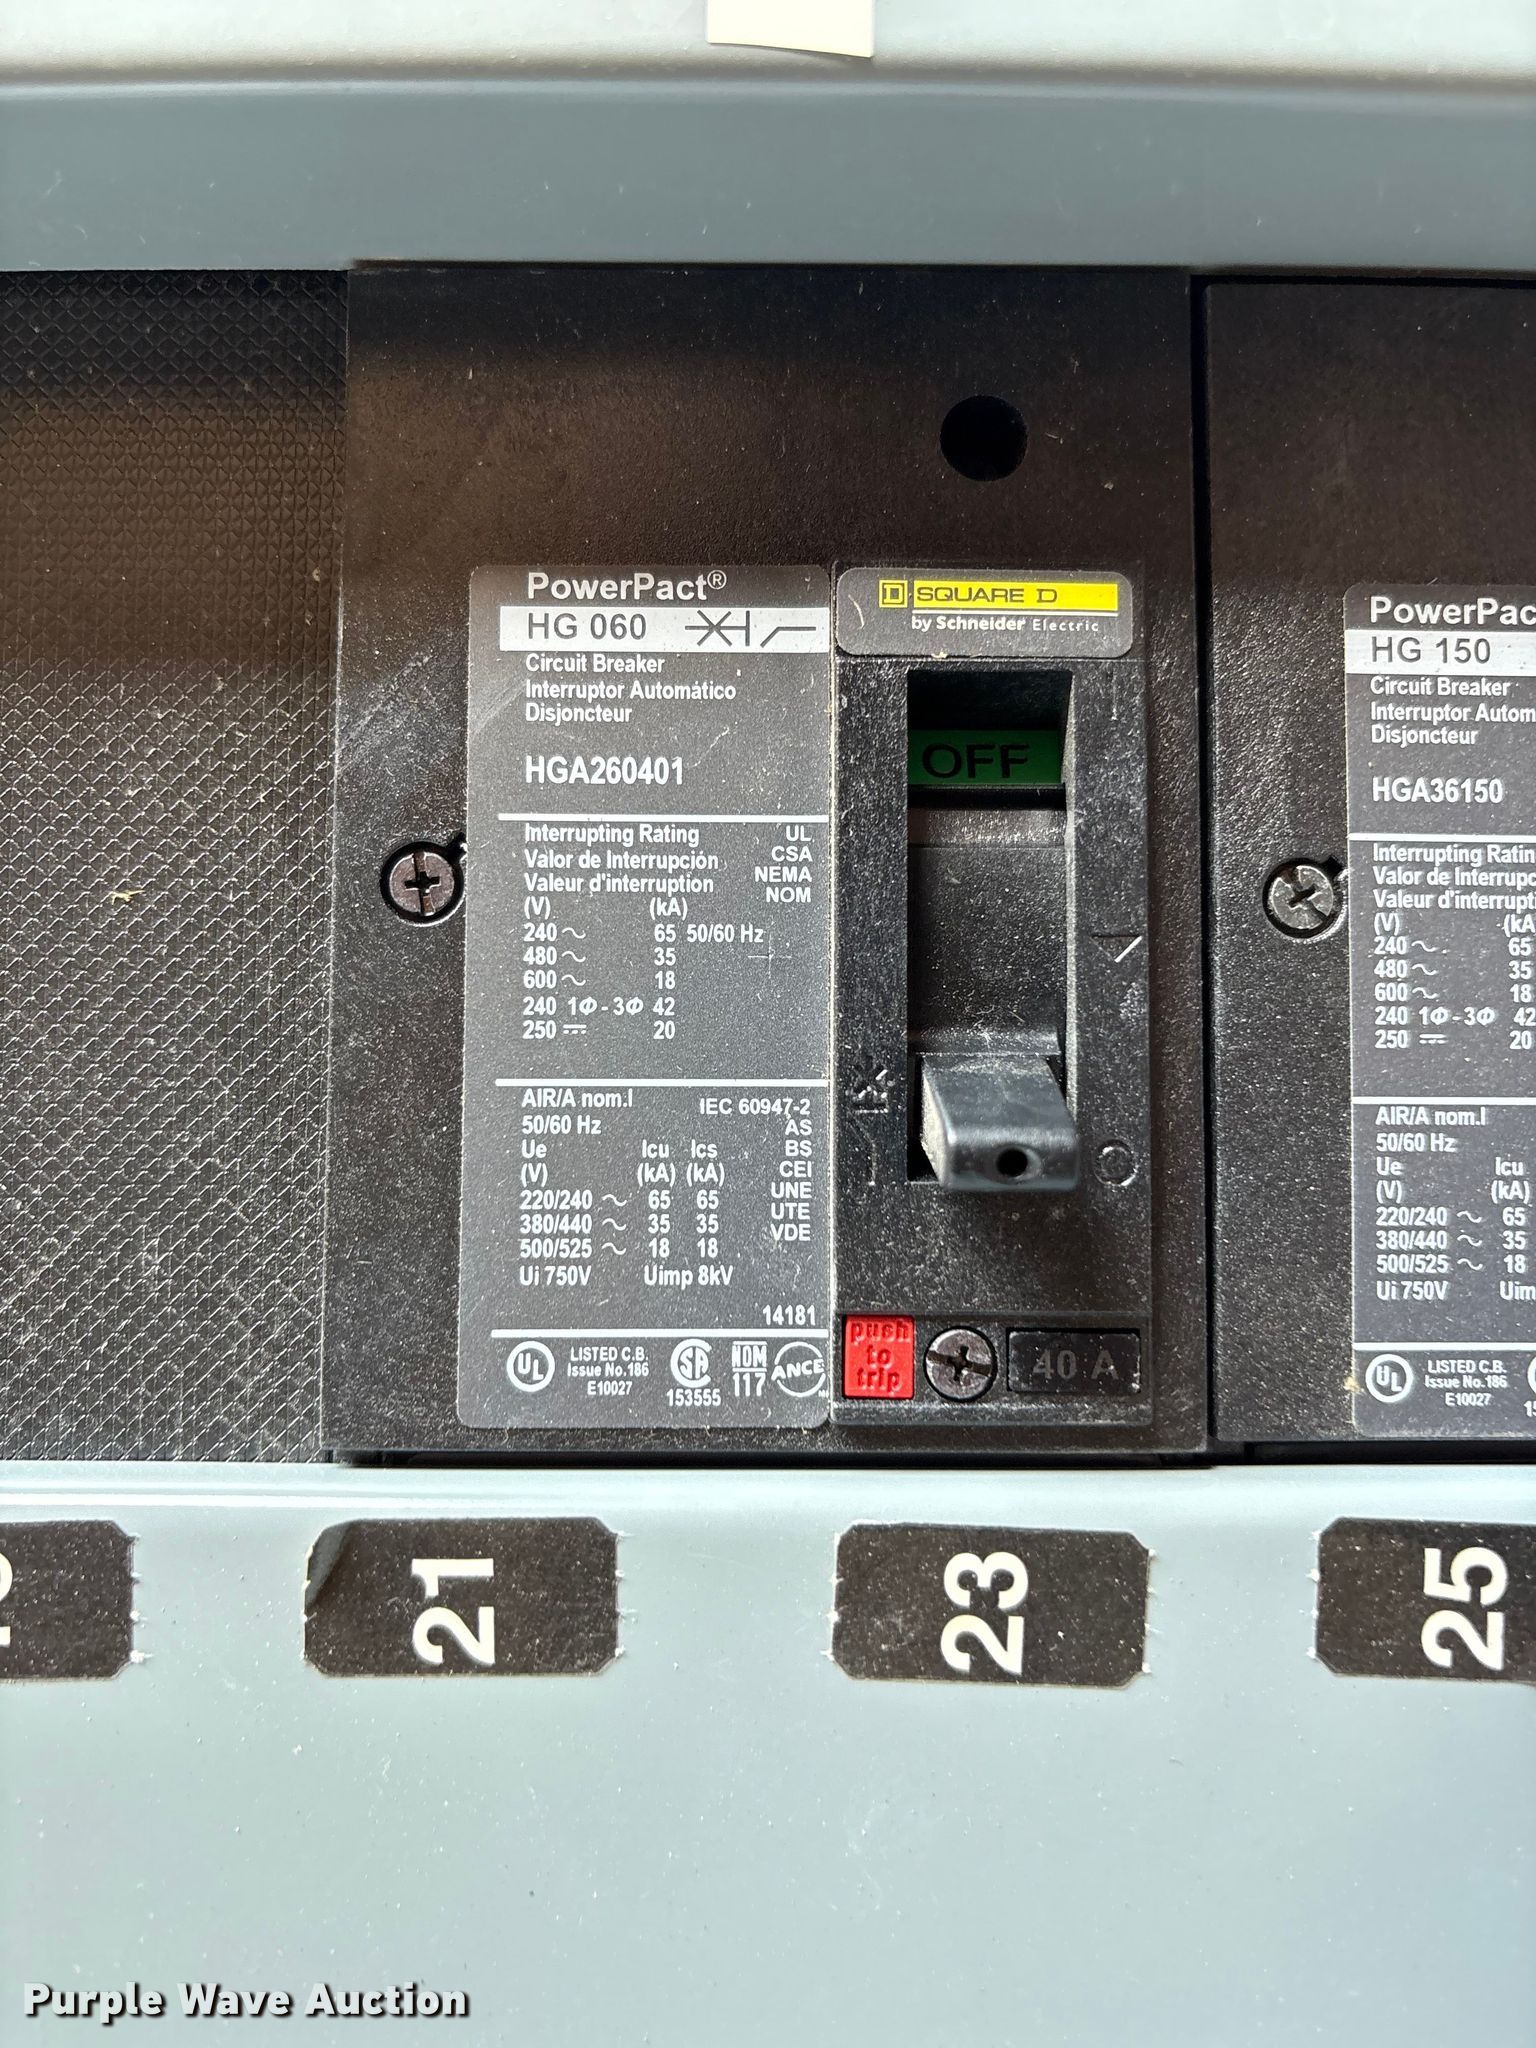 PowerPact®
HG 060
Circuit Breaker
Interruptor Automático
Disjoncteur
HGA260401
Interrupting Rating UL
Valor de Interrupción CSA
Valeur d'interruption NEMA
NOM
(V) (kA)
240 ~ 65 50/60 Hz
480 ~ 35
600 ~ 18
240 1Φ - 3Φ 42
250 ⎓ 20
AIR/A nom.I IEC 60947-2
50/60 Hz AS
Ue Icu Ics BS
(V) (kA) (kA) CEI
220/240 ~ 65 65 UNE
380/440 ~ 35 35 UTE
500/525 ~ 18 18 VDE
Ui 750V Uimp 8kV
14181
UL
LISTED C.B.
Issue No.186
E10027
SA
153555
NOM
117
ANCE
D SQUARE D
by Schneider Electric
OFF
I
O
push
to
trip
40 A
PowerPac
HG 150
Circuit Breaker
Interruptor Autom
Disjoncteur
HGA36150
Interrupting Ratin
Valor de Interrupc
Valeur d'interrupti
(V) (kA
240 ~ 65
480 ~ 35
600 ~ 18
240 1Φ - 3Φ 42
250 ⎓ 20
AIR/A nom.I
50/60 Hz
Ue Icu
(V) (kA)
220/240 ~ 65
380/440 ~ 35
500/525 ~ 18
Ui 750V Uim
UL
LISTED C.B.
Issue No.186
E10027
15
21
23
25
Purple Wave Auction